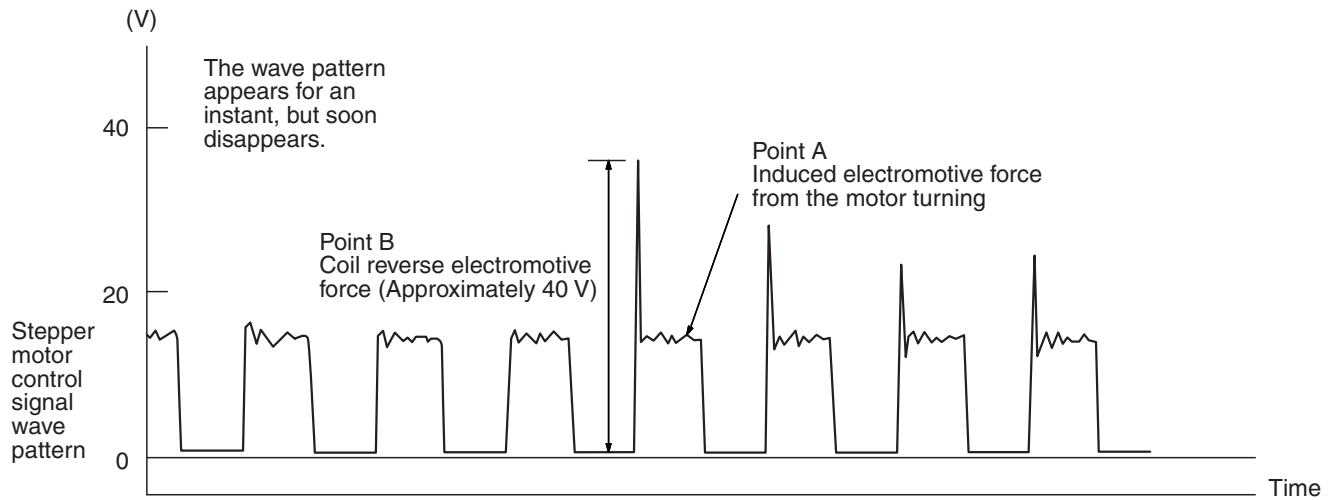 (V)
The wave pattern
appears for an
instant, but soon
disappears.
40
Point A
Induced electromotive force
from the motor turning
Point B
Coil reverse electromotive
force (Approximately 40 V)
20
Stepper
motor
control
signal
wave
pattern
0
Time